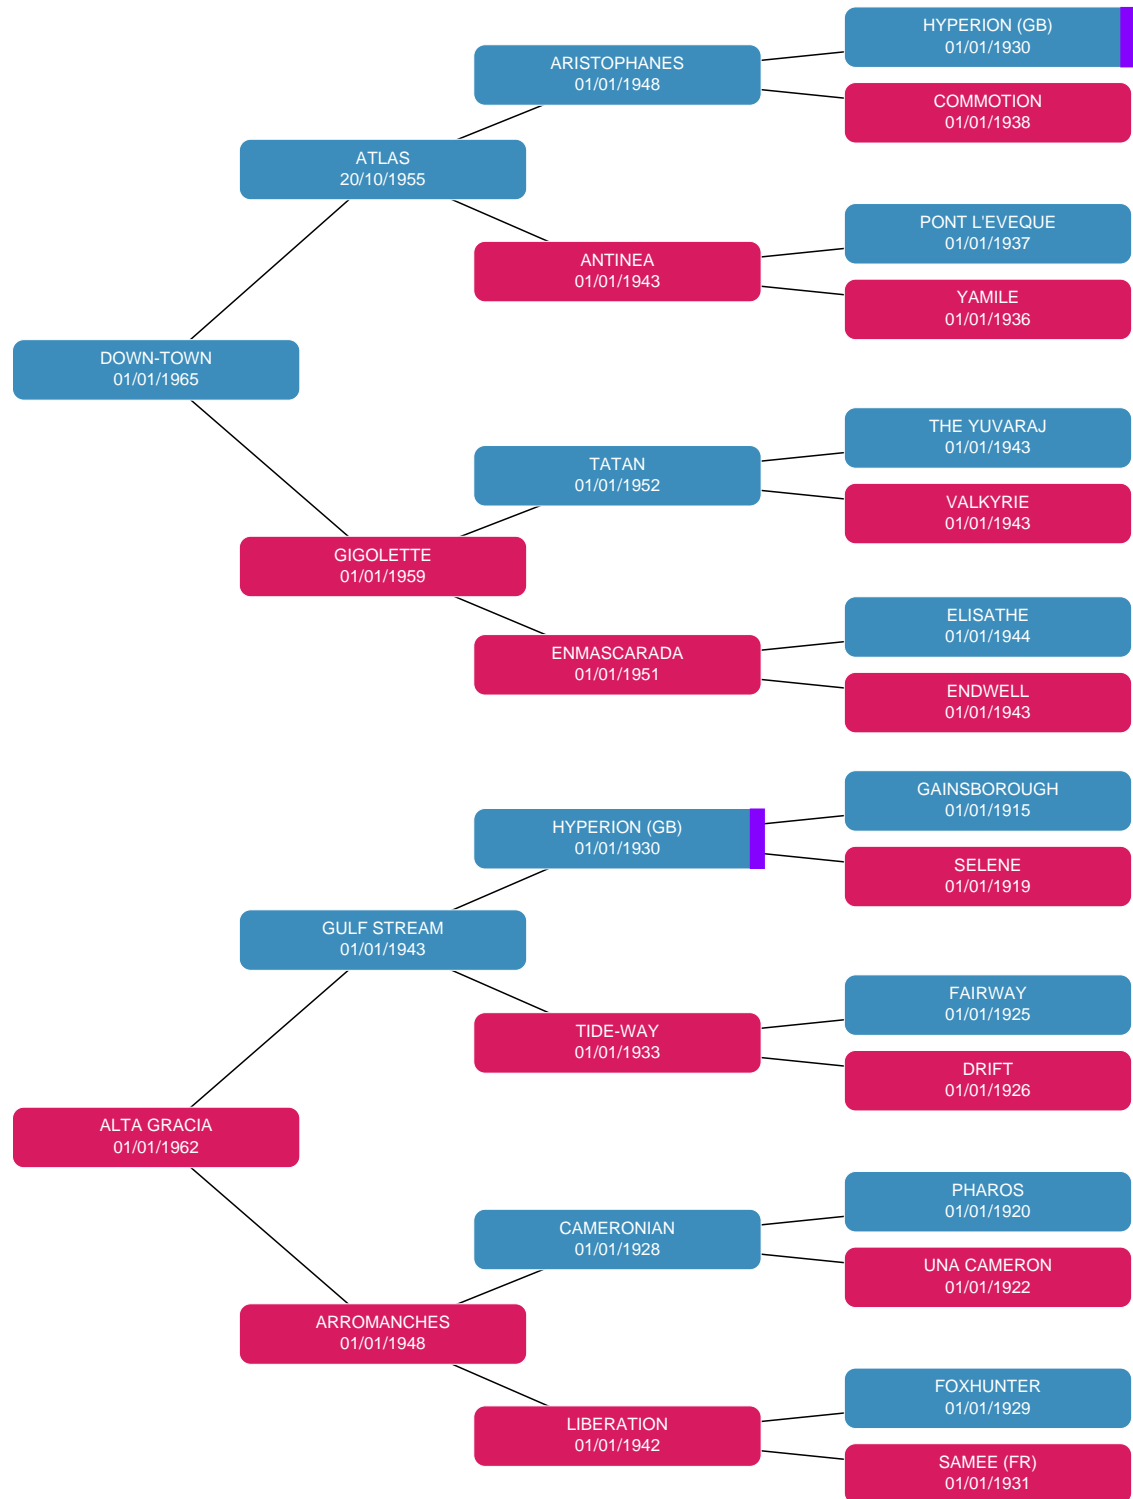 HYPERION (GB)
01/01/1930
ARISTOPHANES
01/01/1948
COMMOTION
01/01/1938
ATLAS
20/10/1955
PONT L'EVEQUE
01/01/1937
ANTINEA
01/01/1943
YAMILE
01/01/1936
DOWN-TOWN
01/01/1965
THE YUVARAJ
01/01/1943
TATAN
01/01/1952
VALKYRIE
01/01/1943
GIGOLETTE
01/01/1959
ELISATHE
01/01/1944
ENMASCARADA
01/01/1951
ENDWELL
01/01/1943
GAINSBOROUGH
01/01/1915
HYPERION (GB)
01/01/1930
SELENE
01/01/1919
GULF STREAM
01/01/1943
FAIRWAY
01/01/1925
TIDE-WAY
01/01/1933
DRIFT
01/01/1926
ALTA GRACIA
01/01/1962
PHAROS
01/01/1920
CAMERONIAN
01/01/1928
UNA CAMERON
01/01/1922
ARROMANCHES
01/01/1948
FOXHUNTER
01/01/1929
LIBERATION
01/01/1942
SAMEE (FR)
01/01/1931